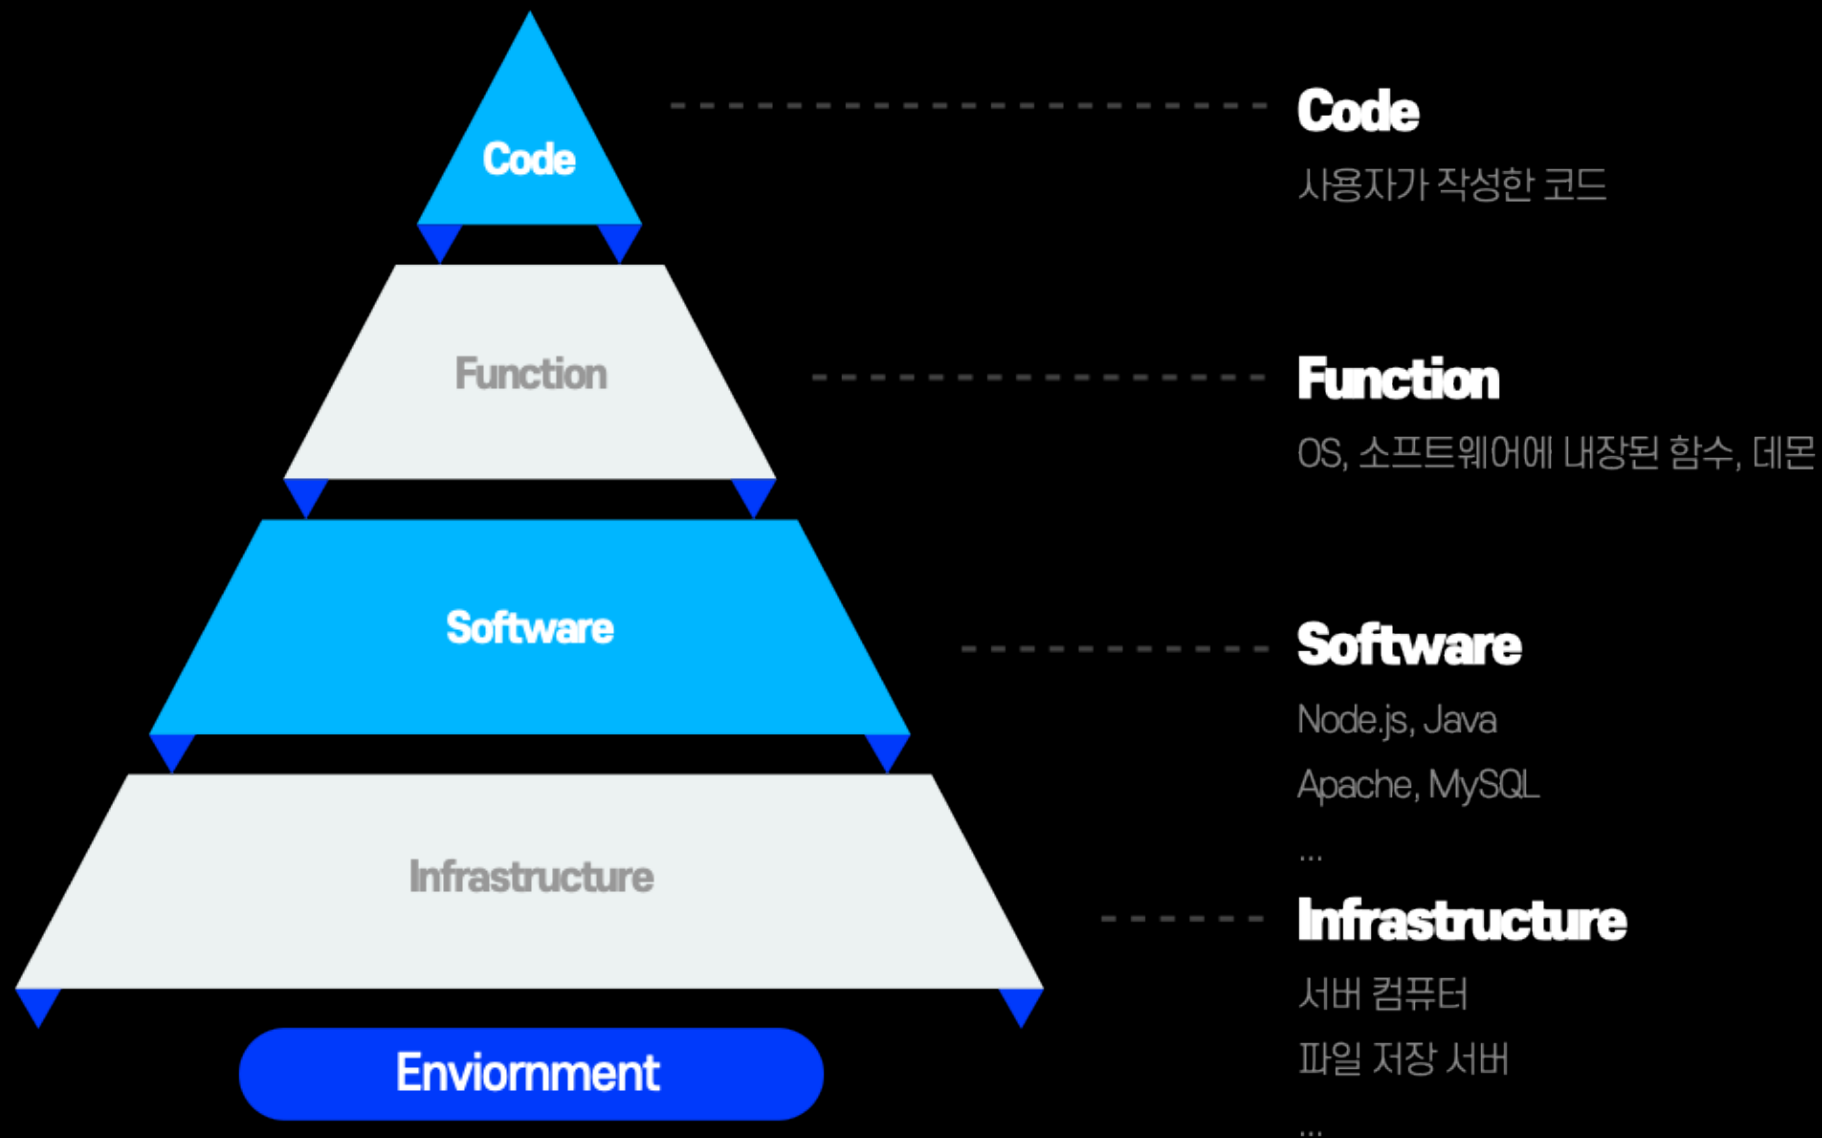 Code
Function
Software
Infrastructure
Enviornment
Code
사용자가 작성한 코드
Function
OS, 소프트웨어에 내장된 함수, 데몬
Software
Node.js, Java
Apache, MySQL
...
Infrastructure
서버 컴퓨터
파일 저장 서버
...